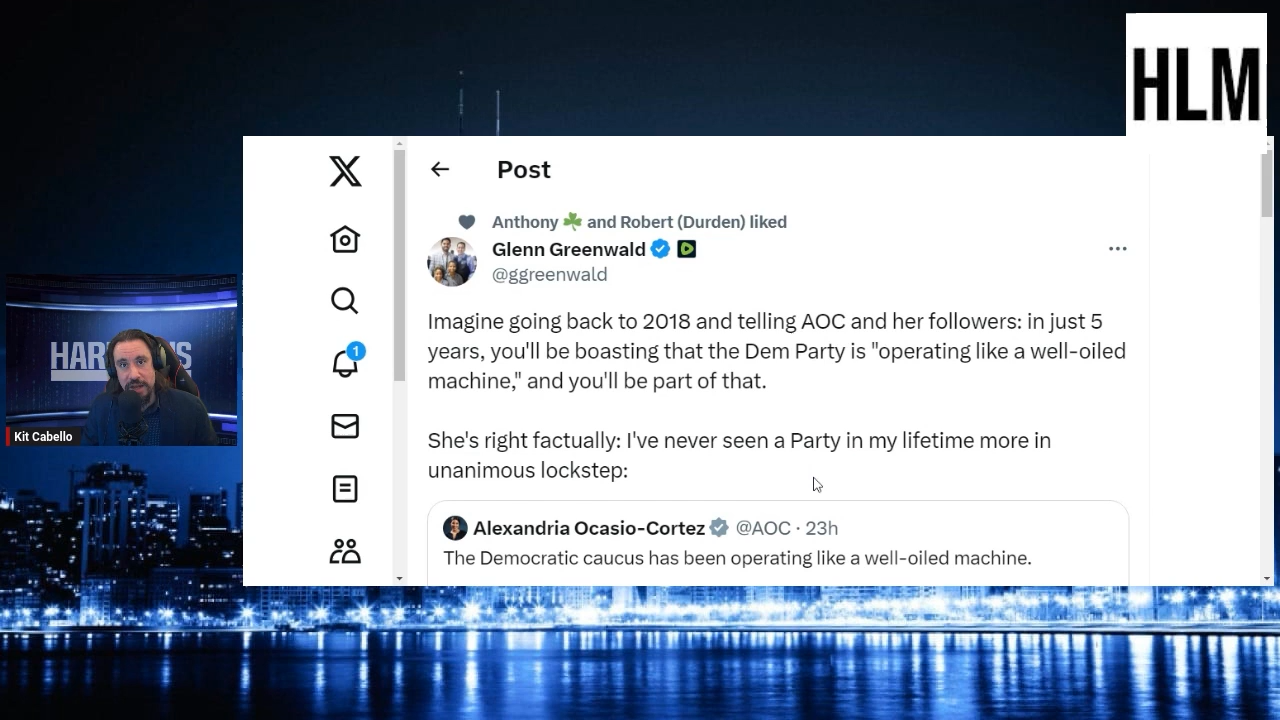 HLM
Post
Anthony ☘️ and Robert (Durden) liked
Glenn Greenwald
@ggreenwald
Imagine going back to 2018 and telling AOC and her followers: in just 5
years, you'll be boasting that the Dem Party is "operating like a well-oiled
machine," and you'll be part of that.
She's right factually: I've never seen a Party in my lifetime more in
unanimous lockstep:
Alexandria Ocasio-Cortez @AOC · 23h
The Democratic caucus has been operating like a well-oiled machine.
1
Kit Cabello